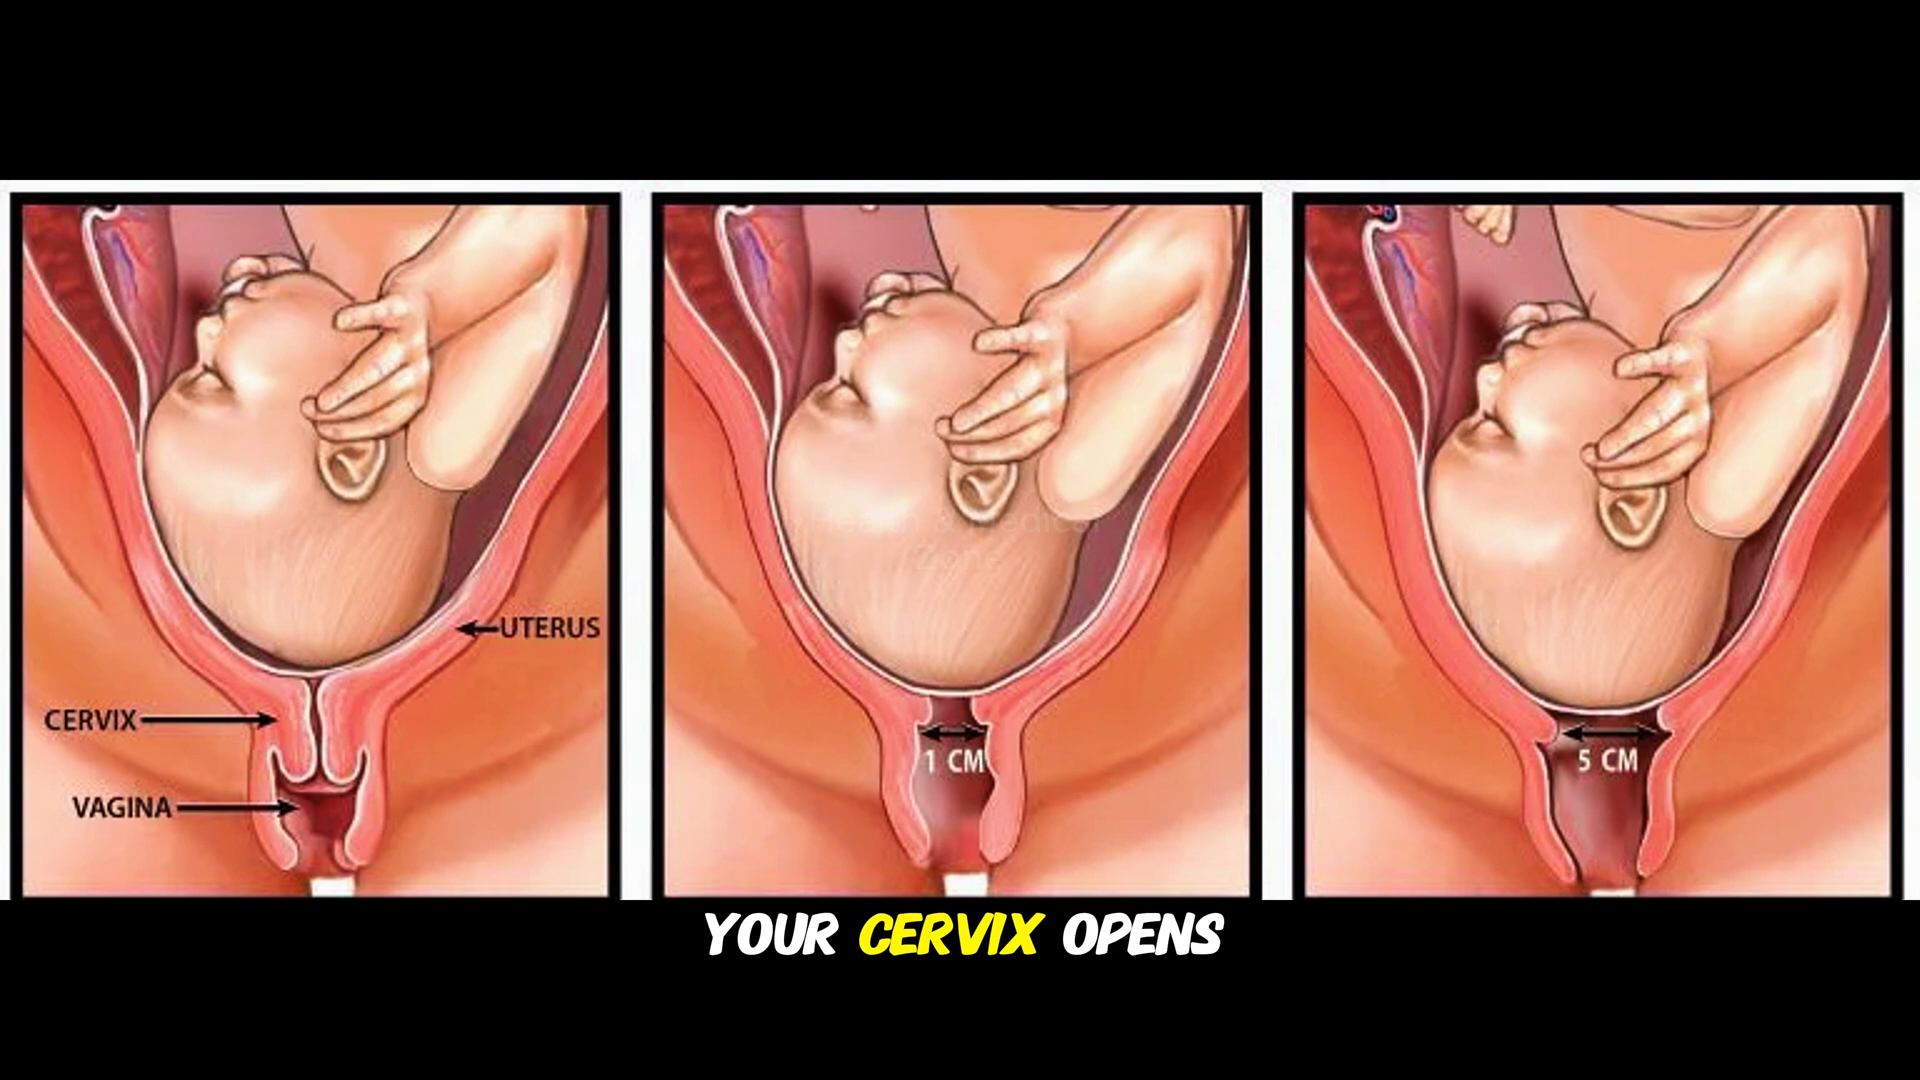 UTERUS
CERVIX
VAGINA
1 CM
5 CM
YOUR CERVIX OPENS